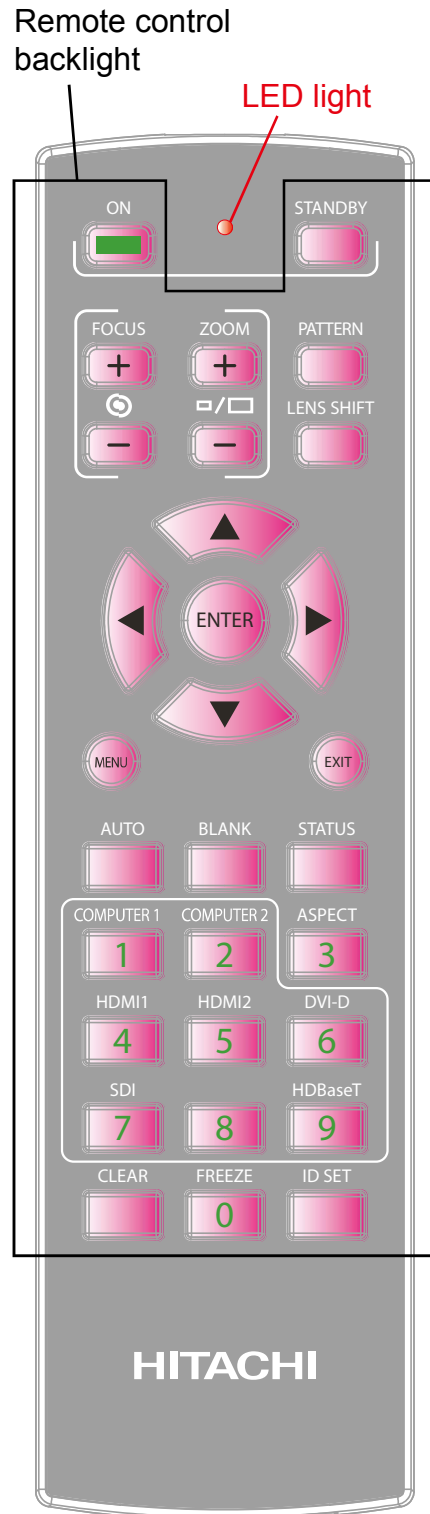 Remote control
backlight
LED light
ON
STANDBY
FOCUS
ZOOM
PATTERN
+
+
/
LENS SHIFT
−
−
ENTER
MENU
EXIT
AUTO
BLANK
STATUS
COMPUTER 1
COMPUTER 2
ASPECT
1
2
3
HDMI1
HDMI2
DVI-D
4
5
6
SDI
HDBaseT
7
8
9
CLEAR
FREEZE
ID SET
0
HITACHI